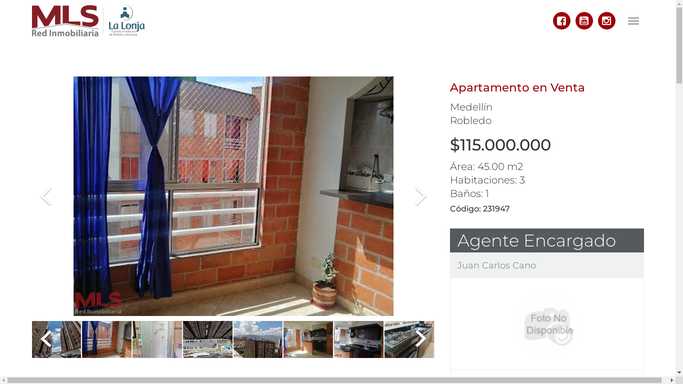 MLS
Red Inmobiliaria
La Lonja
Apartamento en Venta
Medellín
Robledo
$115.000.000
Área: 45.00 m2
Habitaciones: 3
Baños: 1
Código: 231947
Agente Encargado
Juan Carlos Cano
MLS
Red Inmobiliaria
Foto No
Disponible